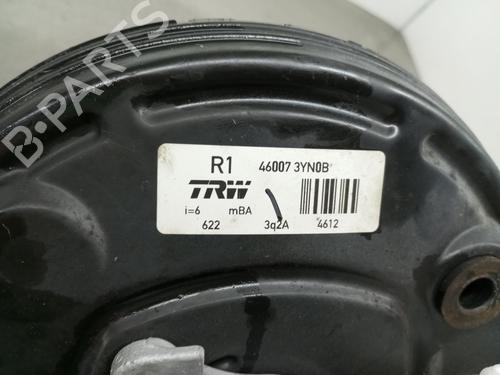 R1 46007 3YN0B
TRW
i=6 mBA
622 3q2A 4612
B-PARTS